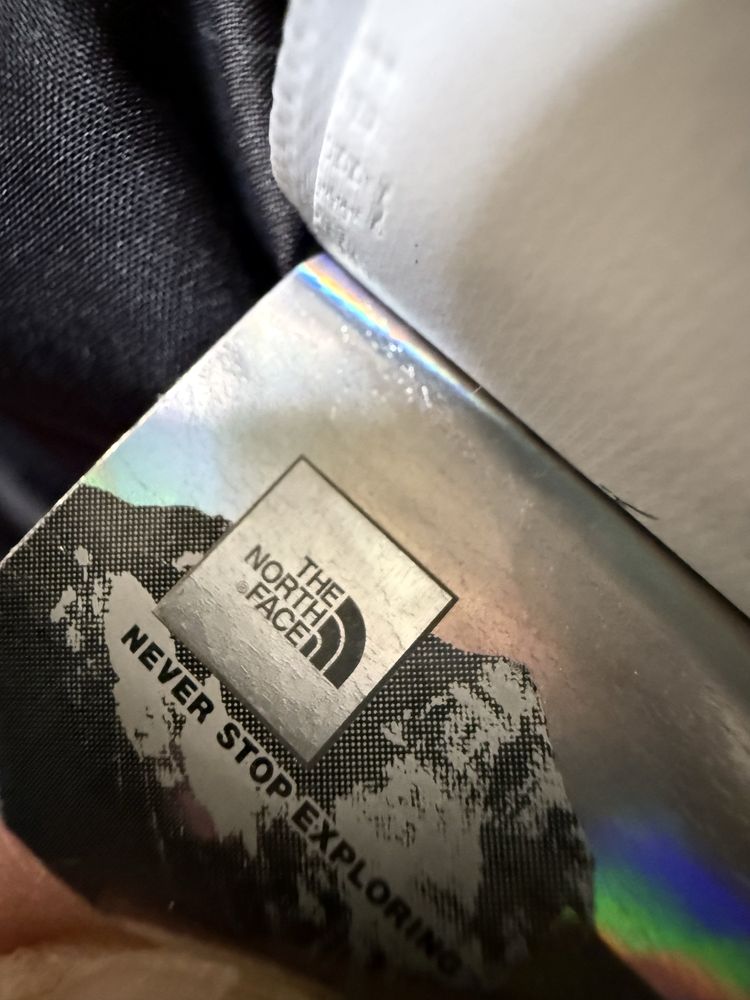 THE
NORTH
® FACE
NEVER STOP EXPLORING